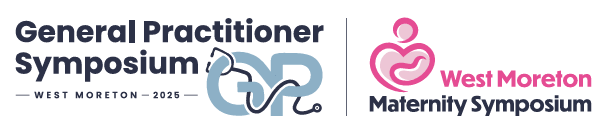 General Practitioner
Symposium
GP
WEST MORETON – 2025
West Moreton
Maternity Symposium